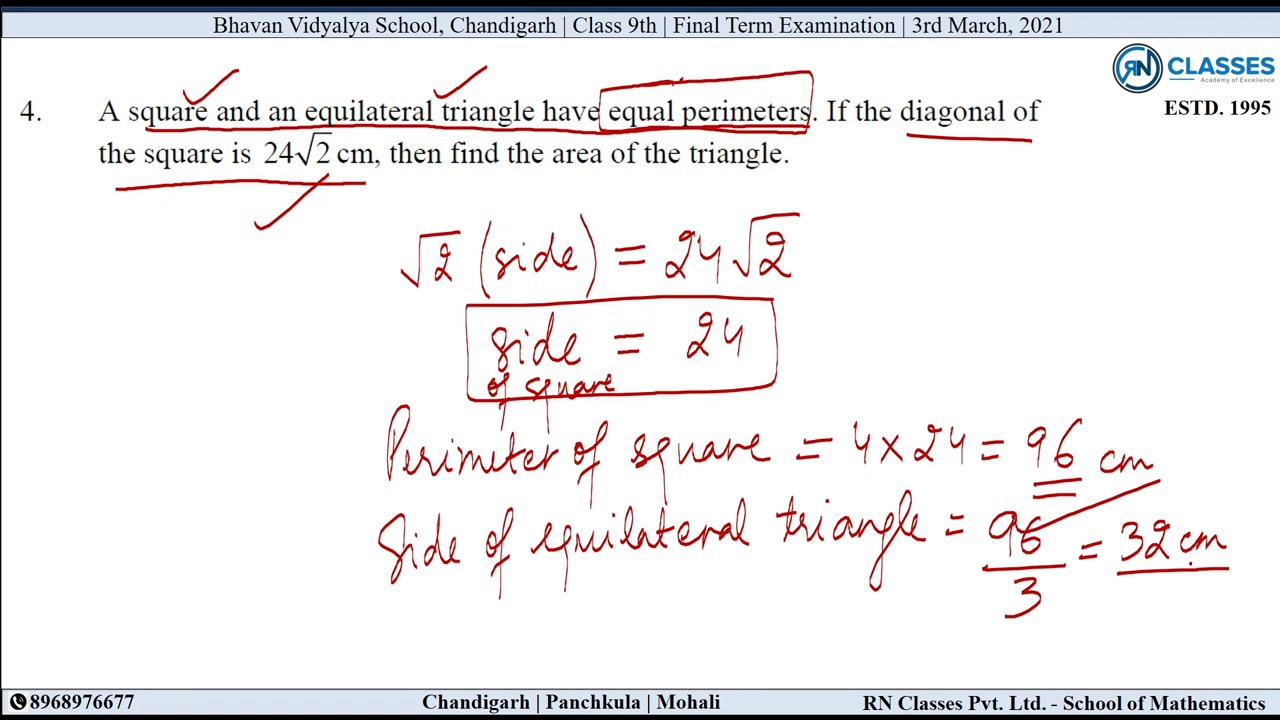 Bhavan Vidyalya School, Chandigarh | Class 9th | Final Term Examination | 3rd March, 2021
RN CLASSES
Academy of Excellence
ESTD. 1995
4. A square and an equilateral triangle have equal perimeters. If the diagonal of
the square is 24√2 cm, then find the area of the triangle.
√2 (side) = 24√2
side = 24
of square
Perimeter of square = 4×24 = 96 cm
Side of equilateral triangle = 96/3 = 32 cm
8968976677 Chandigarh | Panchkula | Mohali RN Classes Pvt. Ltd. - School of Mathematics